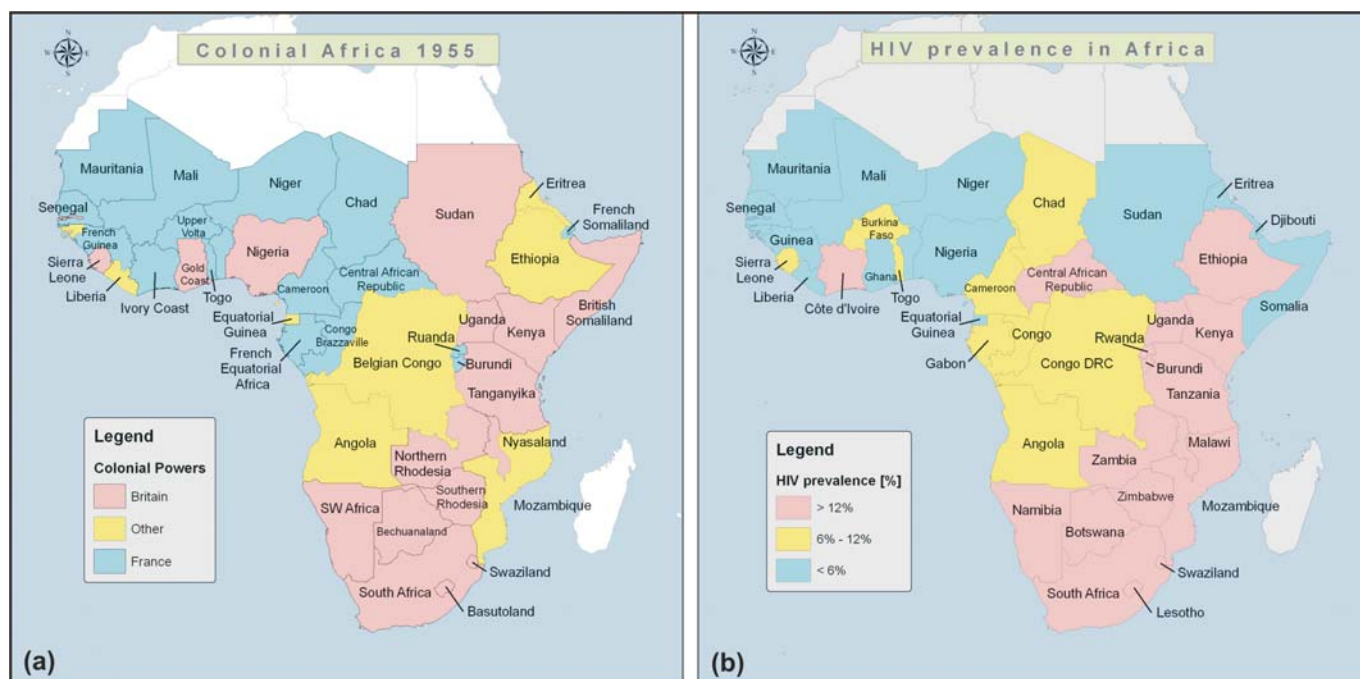 Colonial Africa 1955
N
W
E
S
Mauritania
Mali
Niger
Chad
Sudan
Eritrea
French
Somaliland
Senegal
French
Guinea
Upper
Volta
Nigeria
Ethiopia
Sierra
Leone
Gold
Coast
Central African
Republic
Liberia
Ivory Coast
Togo
Cameroon
British
Somaliland
Equatorial
Guinea
Congo
Brazzaville
Uganda
Kenya
Ruanda
French
Equatorial
Africa
Belgian Congo
Burundi
Tanganyika
Angola
Nyasaland
Northern
Rhodesia
Southern
Rhodesia
Mozambique
SW Africa
Bechuanaland
Swaziland
South Africa
Basutoland
Legend
Colonial Powers
Britain
Other
France
(a)
HIV prevalence in Africa
N
W
E
S
Mauritania
Mali
Niger
Chad
Sudan
Eritrea
Djibouti
Senegal
Guinea
Burkina
Faso
Nigeria
Ethiopia
Sierra
Leone
Ghana
Central African
Republic
Liberia
Côte d'Ivoire
Togo
Cameroon
Somalia
Equatorial
Guinea
Gabon
Congo
Uganda
Kenya
Rwanda
Congo DRC
Burundi
Tanzania
Angola
Malawi
Zambia
Zimbabwe
Mozambique
Namibia
Botswana
Swaziland
South Africa
Lesotho
Legend
HIV prevalence [%]
> 12%
6% - 12%
< 6%
(b)